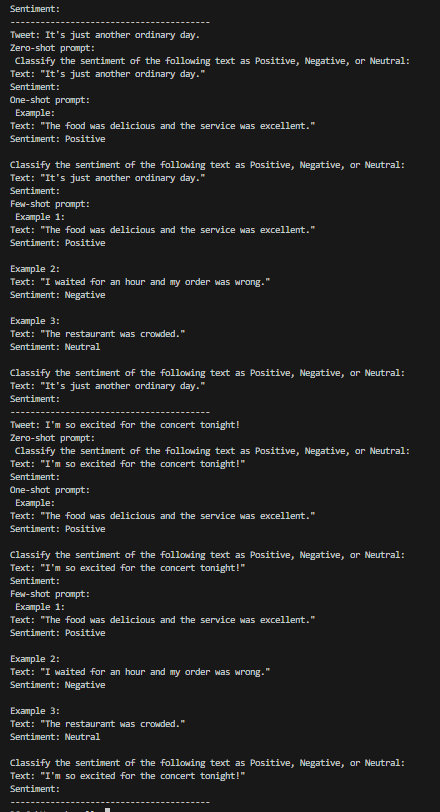 Sentiment:
----------------------------------------
Tweet: It's just another ordinary day.
Zero-shot prompt:
 Classify the sentiment of the following text as Positive, Negative, or Neutral:
Text: "It's just another ordinary day."
Sentiment:
One-shot prompt:
 Example:
Text: "The food was delicious and the service was excellent."
Sentiment: Positive

Classify the sentiment of the following text as Positive, Negative, or Neutral:
Text: "It's just another ordinary day."
Sentiment:
Few-shot prompt:
 Example 1:
Text: "The food was delicious and the service was excellent."
Sentiment: Positive

Example 2:
Text: "I waited for an hour and my order was wrong."
Sentiment: Negative

Example 3:
Text: "The restaurant was crowded."
Sentiment: Neutral

Classify the sentiment of the following text as Positive, Negative, or Neutral:
Text: "It's just another ordinary day."
Sentiment:
----------------------------------------
Tweet: I'm so excited for the concert tonight!
Zero-shot prompt:
 Classify the sentiment of the following text as Positive, Negative, or Neutral:
Text: "I'm so excited for the concert tonight!"
Sentiment:
One-shot prompt:
 Example:
Text: "The food was delicious and the service was excellent."
Sentiment: Positive

Classify the sentiment of the following text as Positive, Negative, or Neutral:
Text: "I'm so excited for the concert tonight!"
Sentiment:
Few-shot prompt:
 Example 1:
Text: "The food was delicious and the service was excellent."
Sentiment: Positive

Example 2:
Text: "I waited for an hour and my order was wrong."
Sentiment: Negative

Example 3:
Text: "The restaurant was crowded."
Sentiment: Neutral

Classify the sentiment of the following text as Positive, Negative, or Neutral:
Text: "I'm so excited for the concert tonight!"
Sentiment:
----------------------------------------